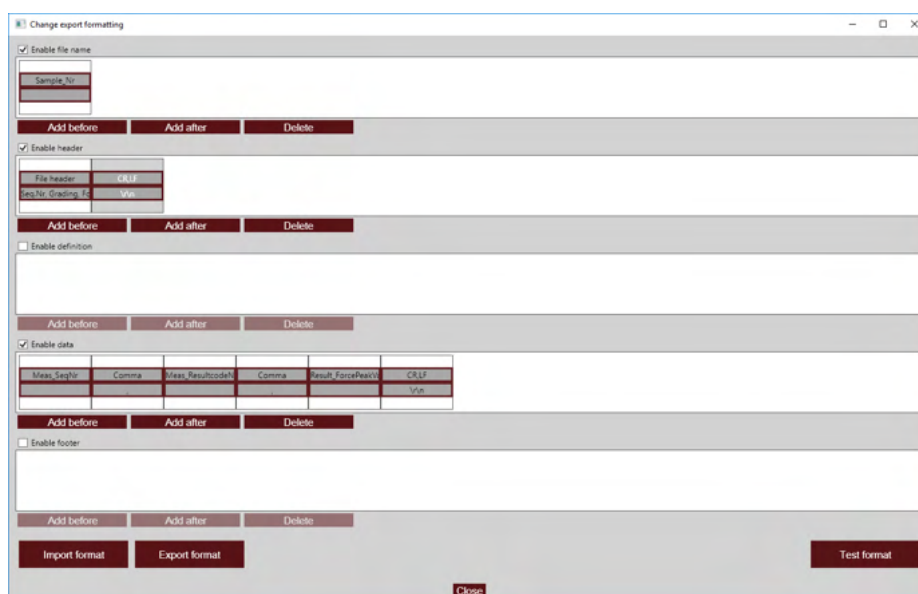 Change export formatting
Enable file name
Sample_Nr
Add before Add after Delete
Enable header
File header CR,LF
Seq.Nr, Grading, Fo \r\n
Add before Add after Delete
Enable definition
Add before Add after Delete
Enable data
Meas_SeqNr Comma Meas_ResultcodeN Comma Result_ForcePeakV CR,LF
, , \r\n
Add before Add after Delete
Enable footer
Add before Add after Delete
Import format Export format Test format
Close